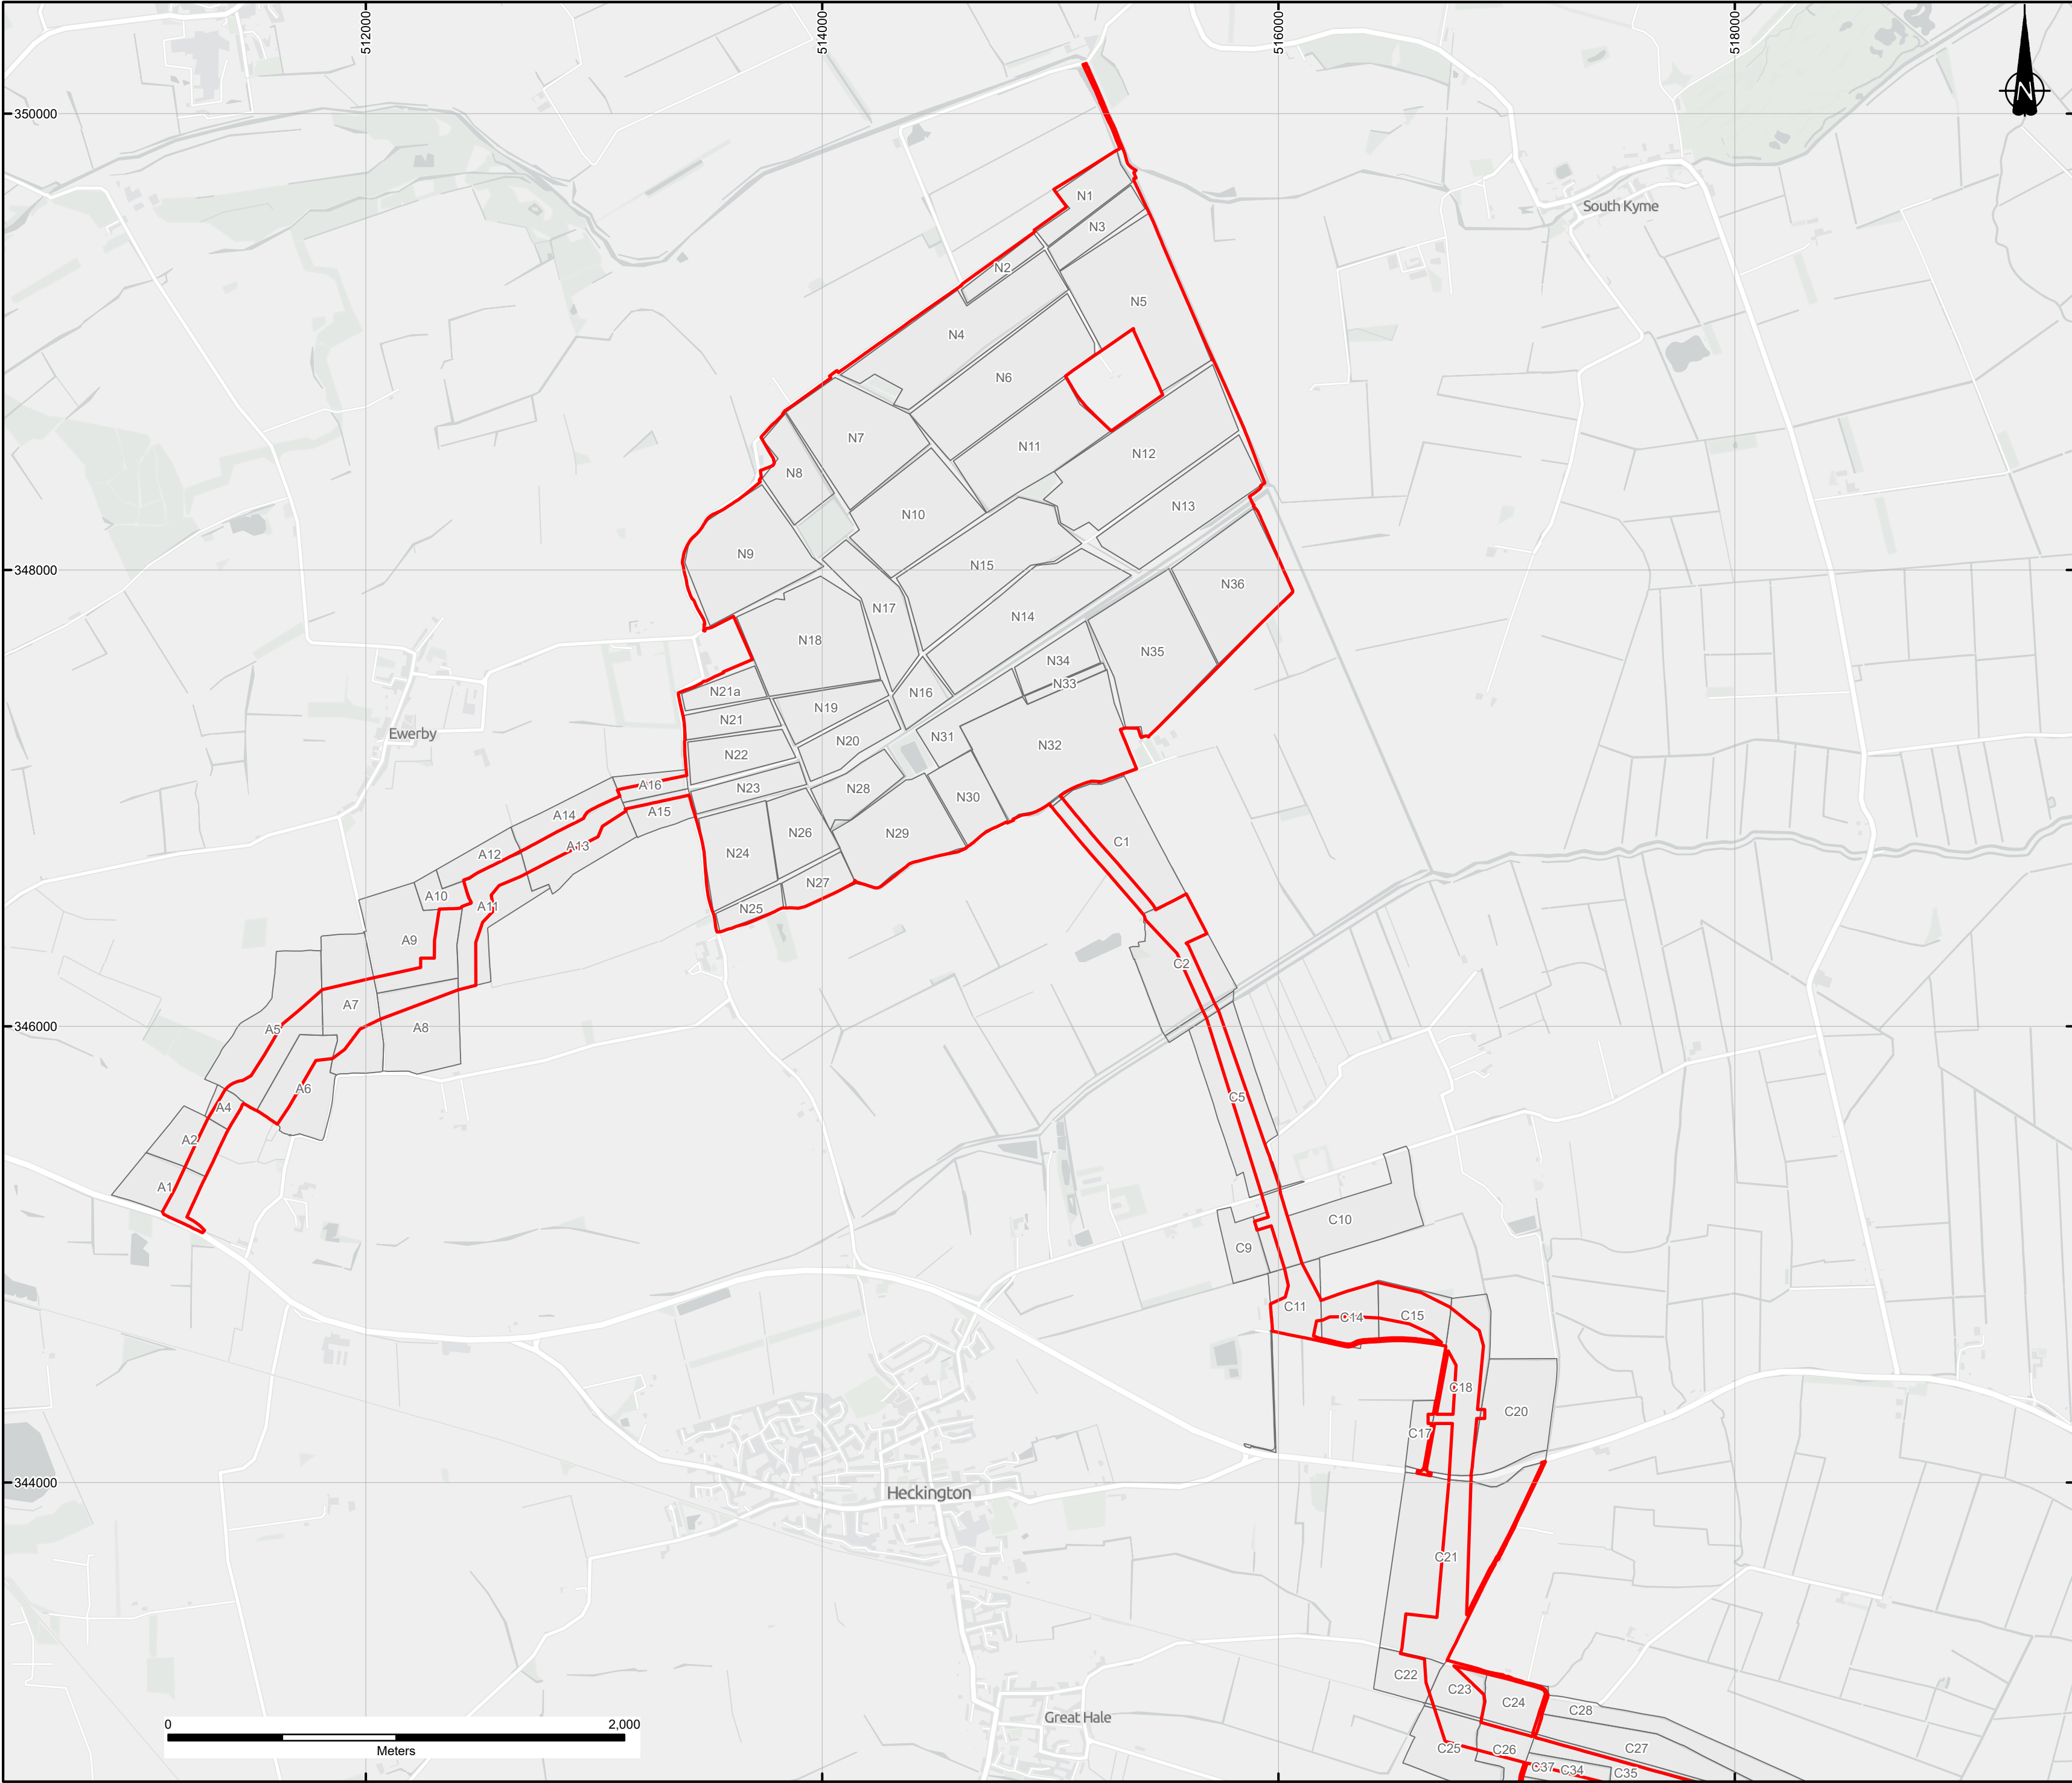 512000
514000
516000
518000
N
350000
South Kyme
N1
N3
N2
N5
N4
N6
N7
N11
N12
N8
N13
N10
N9
N15
348000
N36
N17
N14
N18
N35
N34
N33
N21a
N16
N19
N21
Ewerby
N31
N20
N32
N22
A16
N23
N28
N30
A14
A15
N26
N29
C1
A13
N24
A12
N27
A10
A11
N25
A9
C2
A7
346000
A5
A8
A6
C5
A4
A2
A1
C10
C9
C11
C14
C15
C18
C20
C17
344000
Heckington
C21
C22
C23
C24
C28
Great Hale
0 2,000
Meters
C25
C26
C27
C37
C34
C35